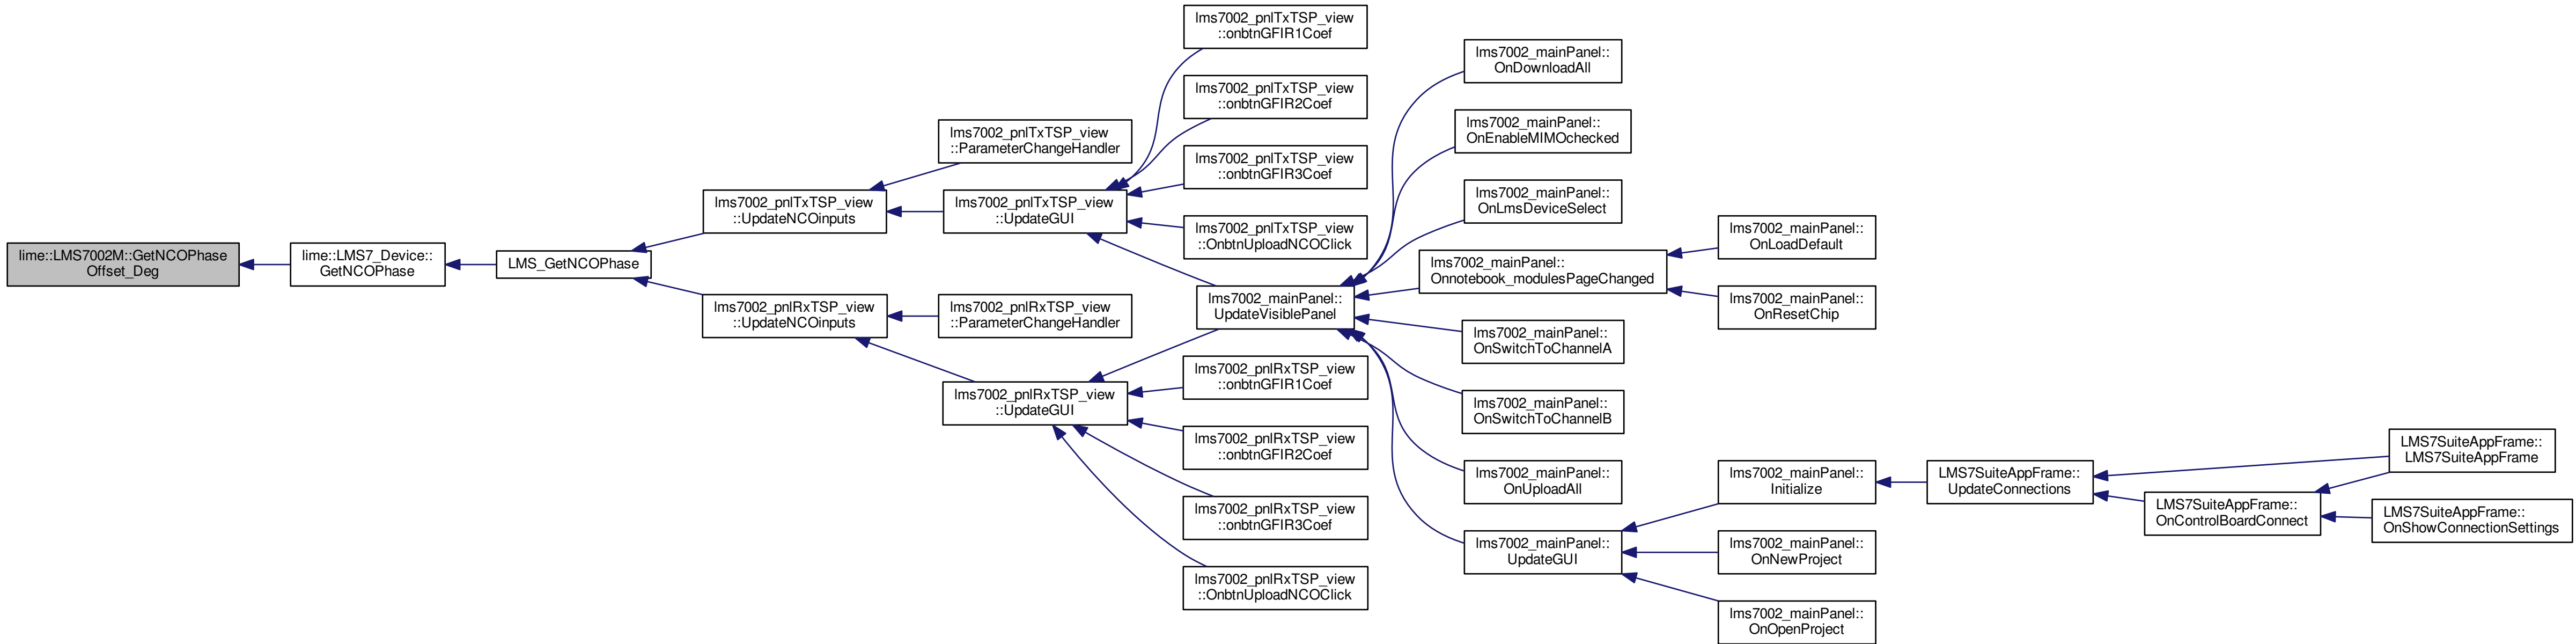 lime::LMS7002M::GetNCOPhase
Offset_Deg
lime::LMS7_Device::
GetNCOPhase
LMS_GetNCOPhase
lms7002_pnlTxTSP_view
::UpdateNCOinputs
lms7002_pnlRxTSP_view
::UpdateNCOinputs
lms7002_pnlTxTSP_view
::ParameterChangeHandler
lms7002_pnlTxTSP_view
::UpdateGUI
lms7002_pnlRxTSP_view
::ParameterChangeHandler
lms7002_pnlRxTSP_view
::UpdateGUI
lms7002_pnlTxTSP_view
::onbtnGFIR1Coef
lms7002_pnlTxTSP_view
::onbtnGFIR2Coef
lms7002_pnlTxTSP_view
::onbtnGFIR3Coef
lms7002_pnlTxTSP_view
::OnbtnUploadNCOClick
lms7002_mainPanel::
UpdateVisiblePanel
lms7002_pnlRxTSP_view
::onbtnGFIR1Coef
lms7002_pnlRxTSP_view
::onbtnGFIR2Coef
lms7002_pnlRxTSP_view
::onbtnGFIR3Coef
lms7002_pnlRxTSP_view
::OnbtnUploadNCOClick
lms7002_mainPanel::
OnDownloadAll
lms7002_mainPanel::
OnEnableMIMOchecked
lms7002_mainPanel::
OnLmsDeviceSelect
lms7002_mainPanel::
Onnotebook_modulesPageChanged
lms7002_mainPanel::
OnSwitchToChannelA
lms7002_mainPanel::
OnSwitchToChannelB
lms7002_mainPanel::
OnUploadAll
lms7002_mainPanel::
UpdateGUI
lms7002_mainPanel::
OnLoadDefault
lms7002_mainPanel::
OnResetChip
lms7002_mainPanel::
Initialize
lms7002_mainPanel::
OnNewProject
lms7002_mainPanel::
OnOpenProject
LMS7SuiteAppFrame::
UpdateConnections
LMS7SuiteAppFrame::
OnControlBoardConnect
LMS7SuiteAppFrame::
LMS7SuiteAppFrame
LMS7SuiteAppFrame::
OnShowConnectionSettings